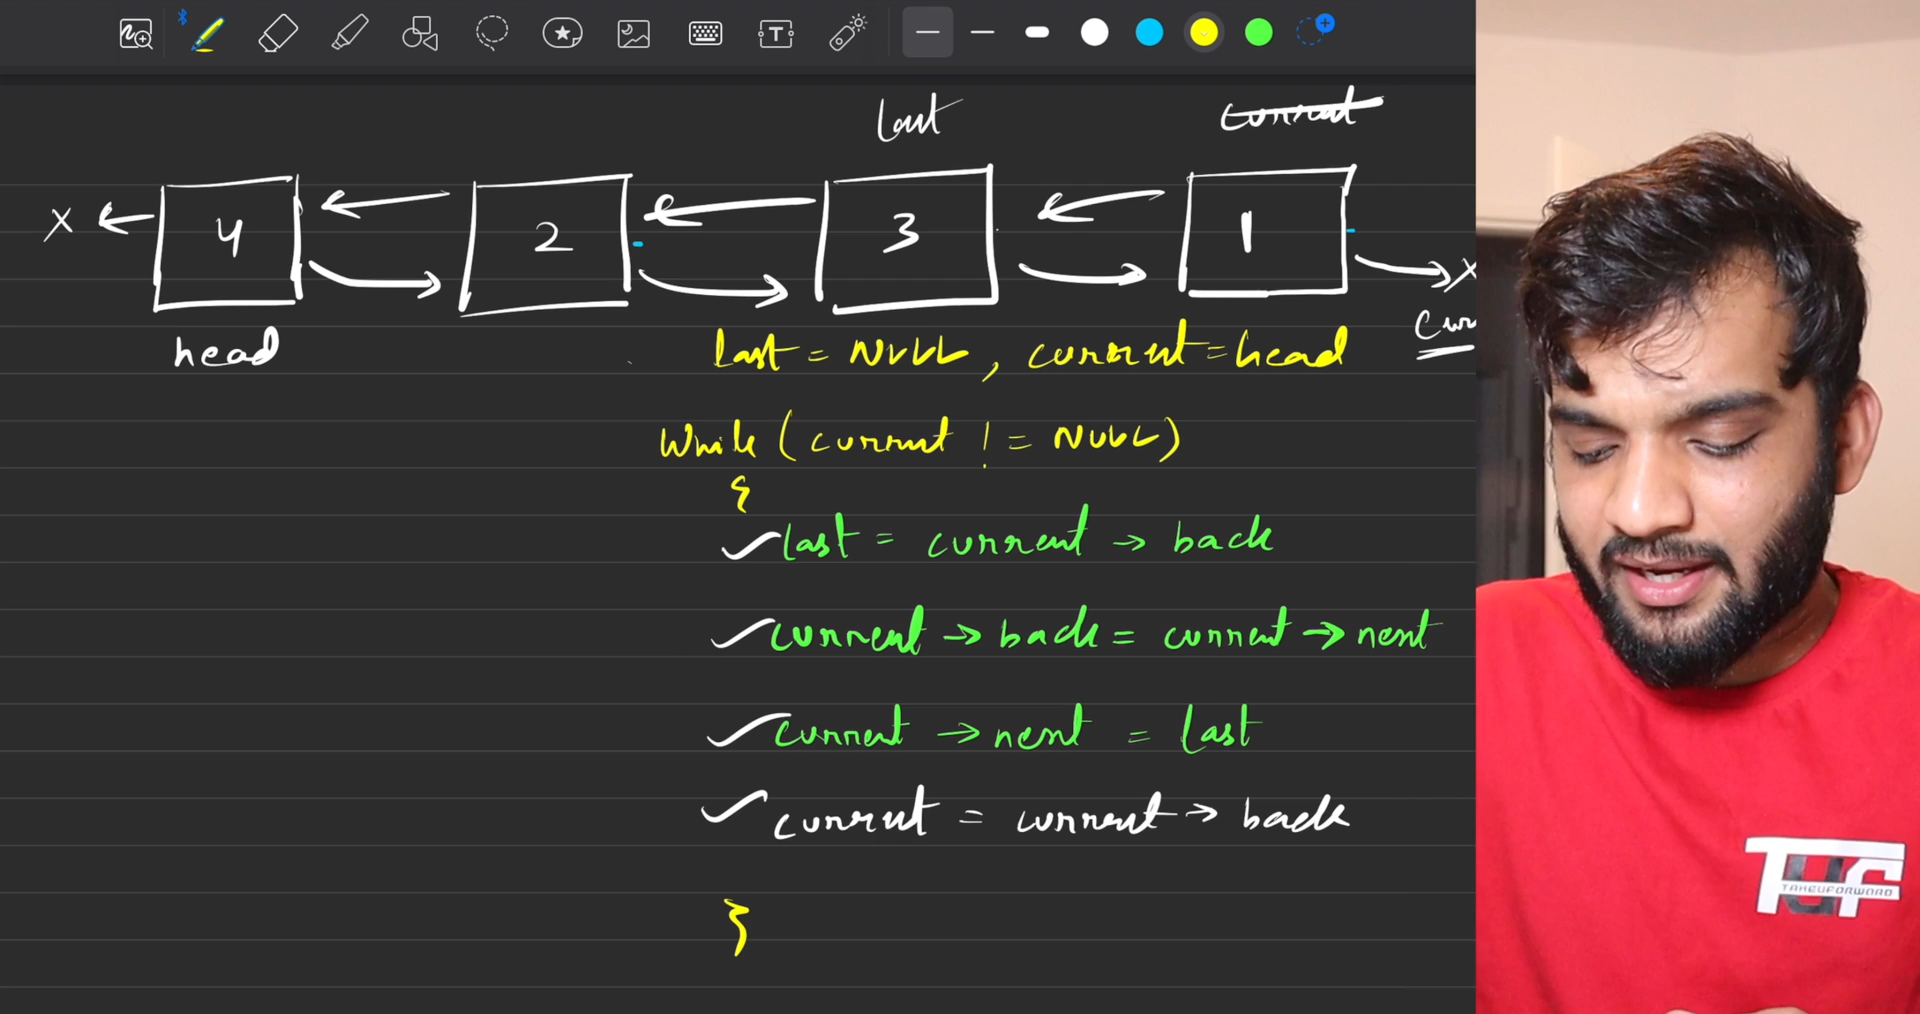 last
current
X 4 2 3 1 X
head
last = NULL, current = head
While (current != NULL)
{
last = current → back
current → back = current → next
current → next = last
current = current → back
}
TUF
TAKEUFORWARD